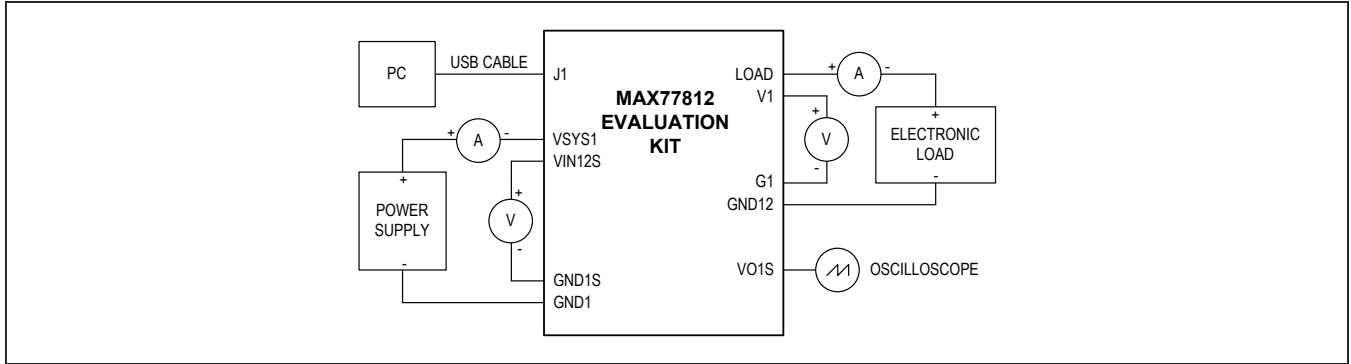 PC
USB CABLE
J1
MAX77812
EVALUATION
KIT
LOAD
V1
+
A
-
+
A
-
VSYS1
VIN12S
+
V
-
+
ELECTRONIC
LOAD
-
+
POWER
SUPPLY
-
+
V
-
G1
GND12
GND1S
GND1
VO1S
OSCILLOSCOPE